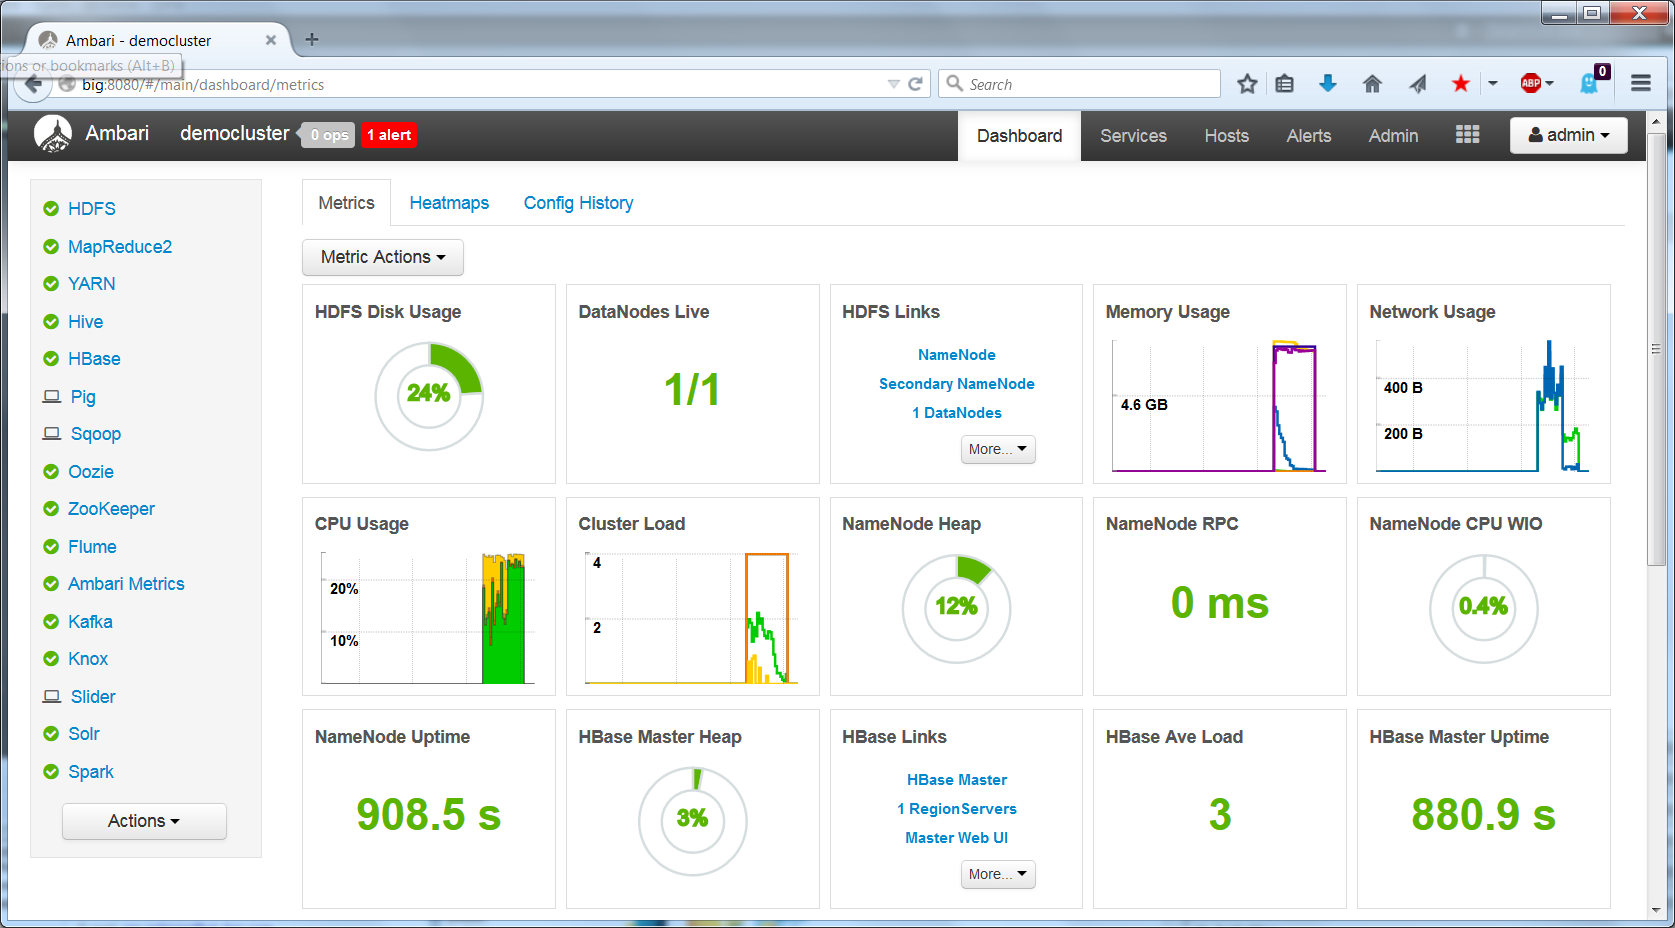 Ambari - democluster
ions or bookmarks (Alt+B)
big:8080/#/main/dashboard/metrics
Search
ABP
0
Ambari
democluster
0 ops
1 alert
Dashboard
Services
Hosts
Alerts
Admin
admin
HDFS
MapReduce2
YARN
Hive
HBase
Pig
Sqoop
Oozie
ZooKeeper
Flume
Ambari Metrics
Kafka
Knox
Slider
Solr
Spark
Actions
Metrics
Heatmaps
Config History
Metric Actions
HDFS Disk Usage
24%
DataNodes Live
1/1
HDFS Links
NameNode
Secondary NameNode
1 DataNodes
More...
Memory Usage
4.6 GB
Network Usage
400 B
200 B
CPU Usage
20%
10%
Cluster Load
4
2
NameNode Heap
12%
NameNode RPC
0 ms
NameNode CPU WIO
0.4%
NameNode Uptime
908.5 s
HBase Master Heap
3%
HBase Links
HBase Master
1 RegionServers
Master Web UI
More...
HBase Ave Load
3
HBase Master Uptime
880.9 s